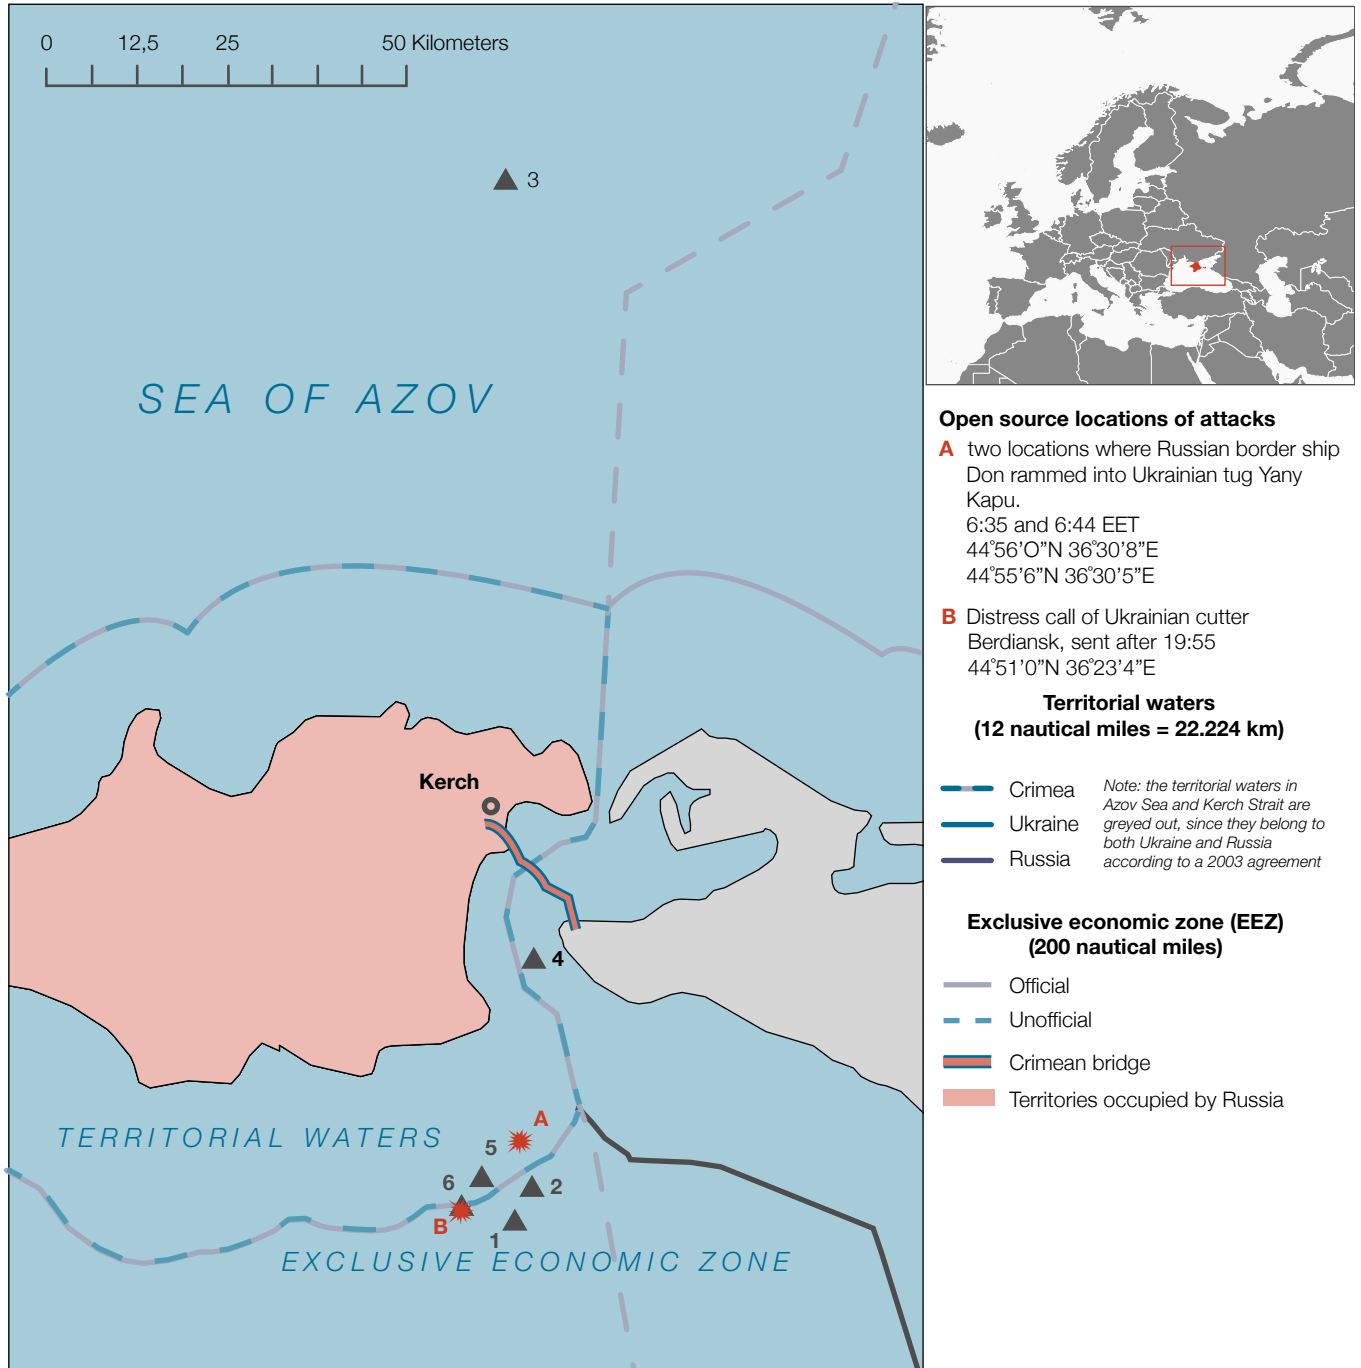 0 12,5 25 50 Kilometers
3
SEA OF AZOV
Kerch
4
TERRITORIAL WATERS
A
5
6
2
B
1
EXCLUSIVE ECONOMIC ZONE
Open source locations of attacks
A two locations where Russian border ship
Don rammed into Ukrainian tug Yany
Kapu.
6:35 and 6:44 EET
44°56’O”N 36°30’8”E
44°55’6”N 36°30’5”E
B Distress call of Ukrainian cutter
Berdiansk, sent after 19:55
44°51’0”N 36°23’4”E
Territorial waters
(12 nautical miles = 22.224 km)
Crimea
Ukraine
Russia
Note: the territorial waters in
Azov Sea and Kerch Strait are
greyed out, since they belong to
both Ukraine and Russia
according to a 2003 agreement
Exclusive economic zone (EEZ)
(200 nautical miles)
Official
Unofficial
Crimean bridge
Territories occupied by Russia